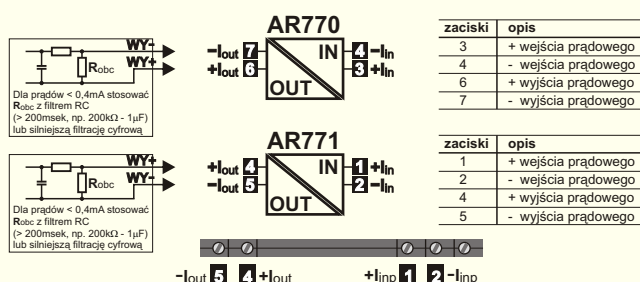 AR770
WY-
WY+
Robc
Dla prądów < 0,4mA stosować
Robc z filtrem RC
(> 200msek, np. 200kΩ - 1μF)
lub silniejszą filtrację cyfrową
-Iout 7 IN 4 -Iin
+Iout 6 OUT 3 +Iin
zaciski opis
3 + wejścia prądowego
4 - wejścia prądowego
6 + wyjścia prądowego
7 - wyjścia prądowego
AR771
WY+
WY-
Robc
Dla prądów < 0,4mA stosować
Robc z filtrem RC
(> 200msek, np. 200kΩ - 1μF)
lub silniejszą filtrację cyfrową
+Iout 4 IN 1 +Iin
-Iout 5 OUT 2 -Iin
zaciski opis
1 + wejścia prądowego
2 - wejścia prądowego
4 + wyjścia prądowego
5 - wyjścia prądowego
-Iout 5 4 +Iout +Iinp 1 2 -Iinp